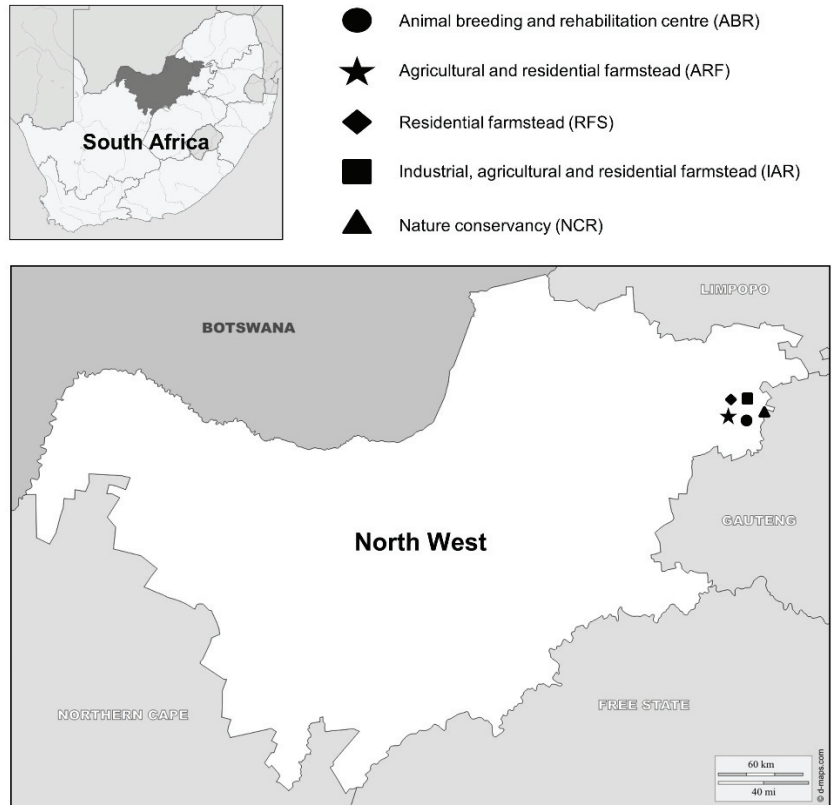 South Africa
Animal breeding and rehabilitation centre (ABR)
Agricultural and residential farmstead (ARF)
Residential farmstead (RFS)
Industrial, agricultural and residential farmstead (IAR)
Nature conservancy (NCR)
LIMPOPO
BOTSWANA
GAUTENG
North West
NORTHERN CAPE
FREE STATE
60 km
40 mi
© d-maps.com